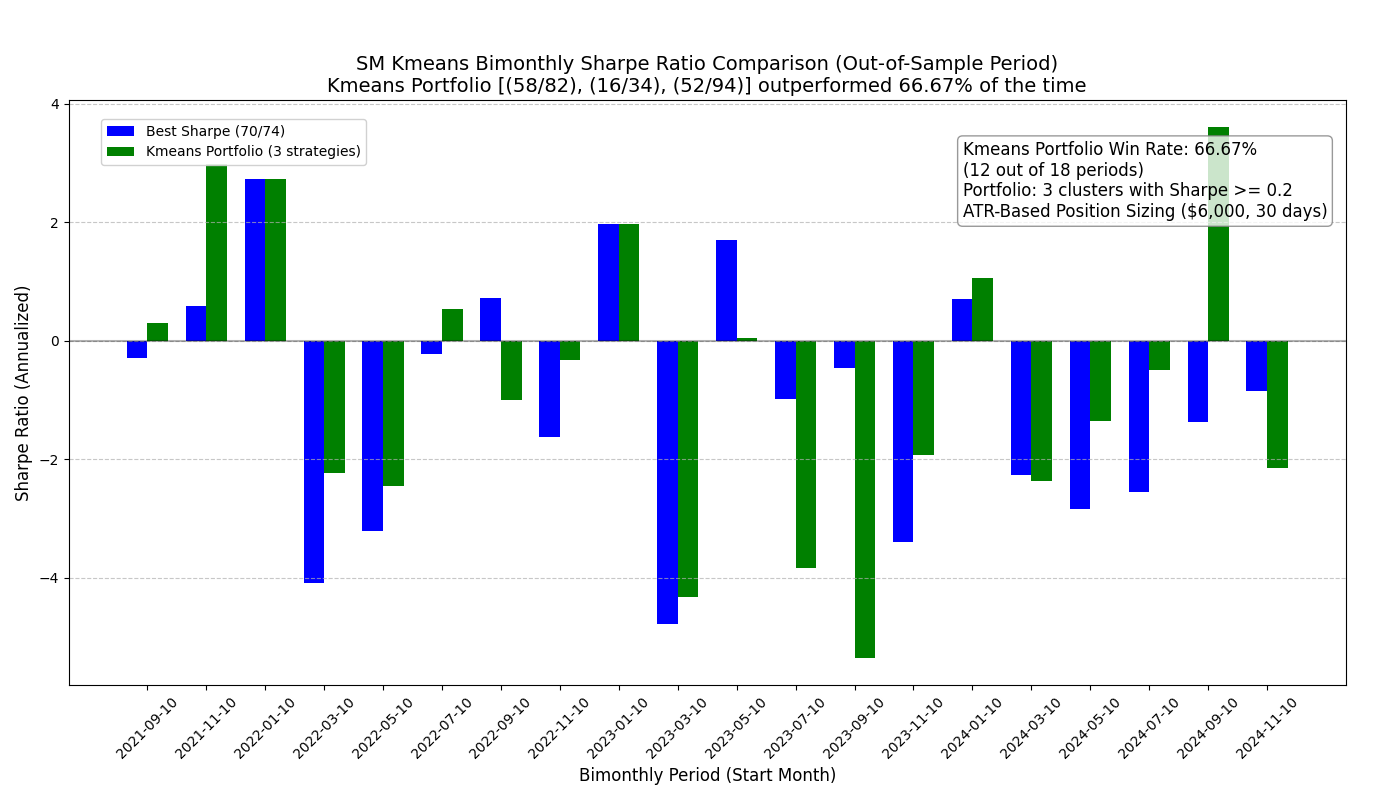 SM Kmeans Bimonthly Sharpe Ratio Comparison (Out-of-Sample Period)
Kmeans Portfolio [(58/82), (16/34), (52/94)] outperformed 66.67% of the time
Best Sharpe (70/74)
Kmeans Portfolio (3 strategies)
Kmeans Portfolio Win Rate: 66.67%
(12 out of 18 periods)
Portfolio: 3 clusters with Sharpe >= 0.2
ATR-Based Position Sizing ($6,000, 30 days)
Sharpe Ratio (Annualized)
4
2
0
−2
−4
2021-09-10
2021-11-10
2022-01-10
2022-03-10
2022-05-10
2022-07-10
2022-09-10
2022-11-10
2023-01-10
2023-03-10
2023-05-10
2023-07-10
2023-09-10
2023-11-10
2024-01-10
2024-03-10
2024-05-10
2024-07-10
2024-09-10
2024-11-10
Bimonthly Period (Start Month)